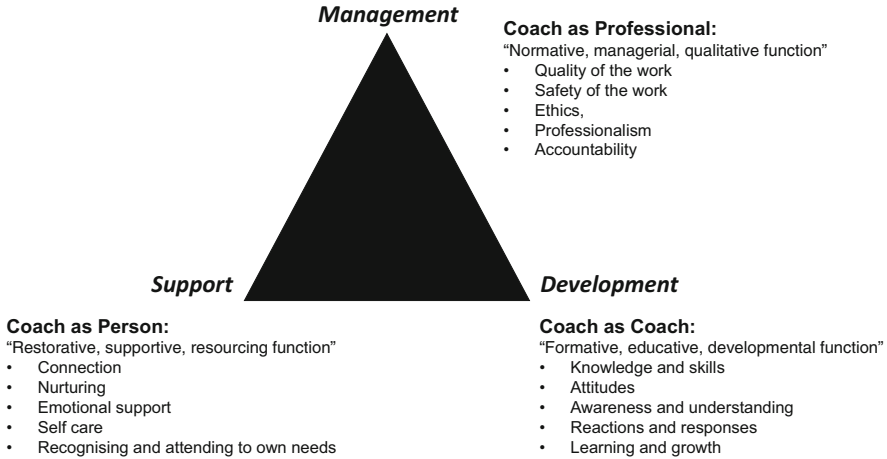 Management
Coach as Professional:
“Normative, managerial, qualitative function”
• Quality of the work
• Safety of the work
• Ethics,
• Professionalism
• Accountability
Support
Development
Coach as Person:
“Restorative, supportive, resourcing function”
• Connection
• Nurturing
• Emotional support
• Self care
• Recognising and attending to own needs
Coach as Coach:
“Formative, educative, developmental function”
• Knowledge and skills
• Attitudes
• Awareness and understanding
• Reactions and responses
• Learning and growth